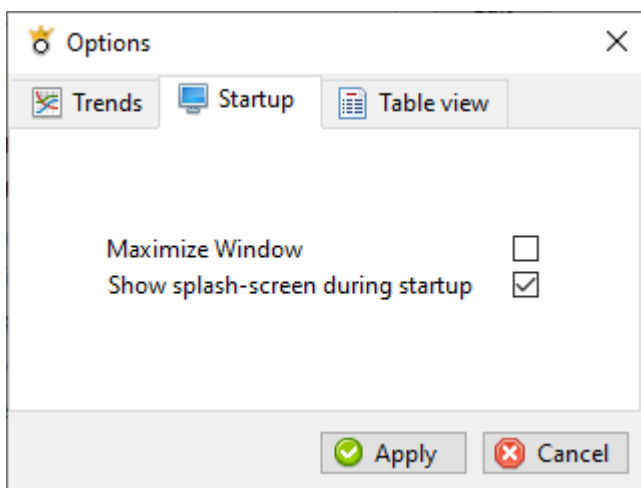 Options
Trends Startup Table view
Maximize Window
Show splash-screen during startup
Apply Cancel